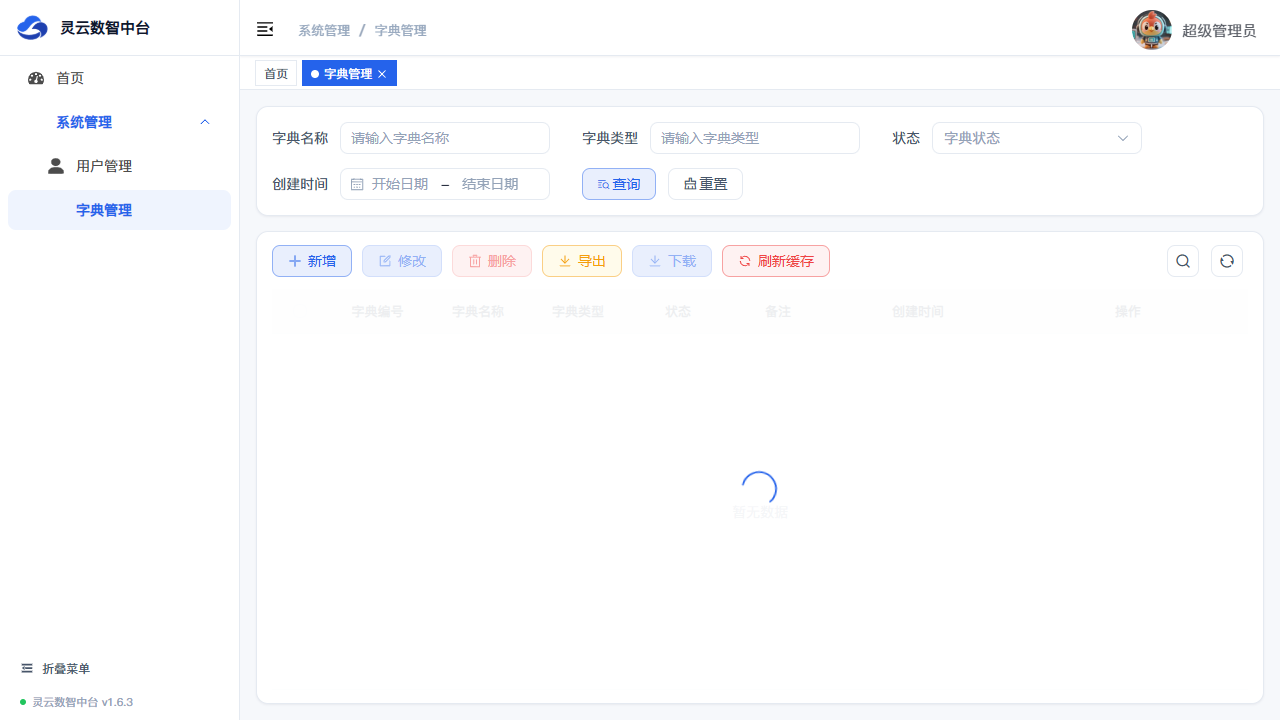 灵云数智中台
系统管理 / 字典管理
超级管理员
首页
系统管理
用户管理
字典管理
折叠菜单
灵云数智中台 v1.6.3
首页 字典管理
字典名称 请输入字典名称 字典类型 请输入字典类型 状态 字典状态
创建时间 开始日期 – 结束日期 查询 重置
新增 修改 删除 导出 下载 刷新缓存
字典编号 字典名称 字典类型 状态 备注 创建时间 操作
暂无数据